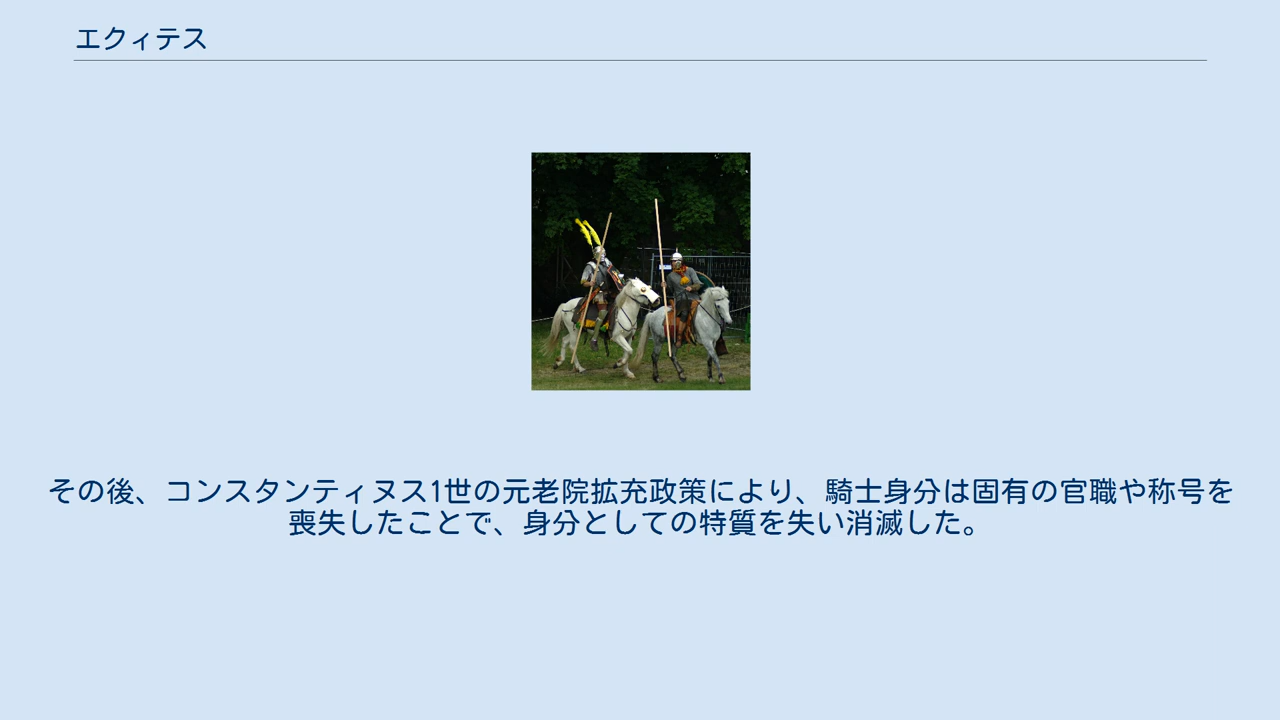 エクィテス
その後、コンスタンティヌス1世の元老院拡充政策により、騎士身分は固有の官職や称号を
喪失したことで、身分としての特質を失い消滅した。